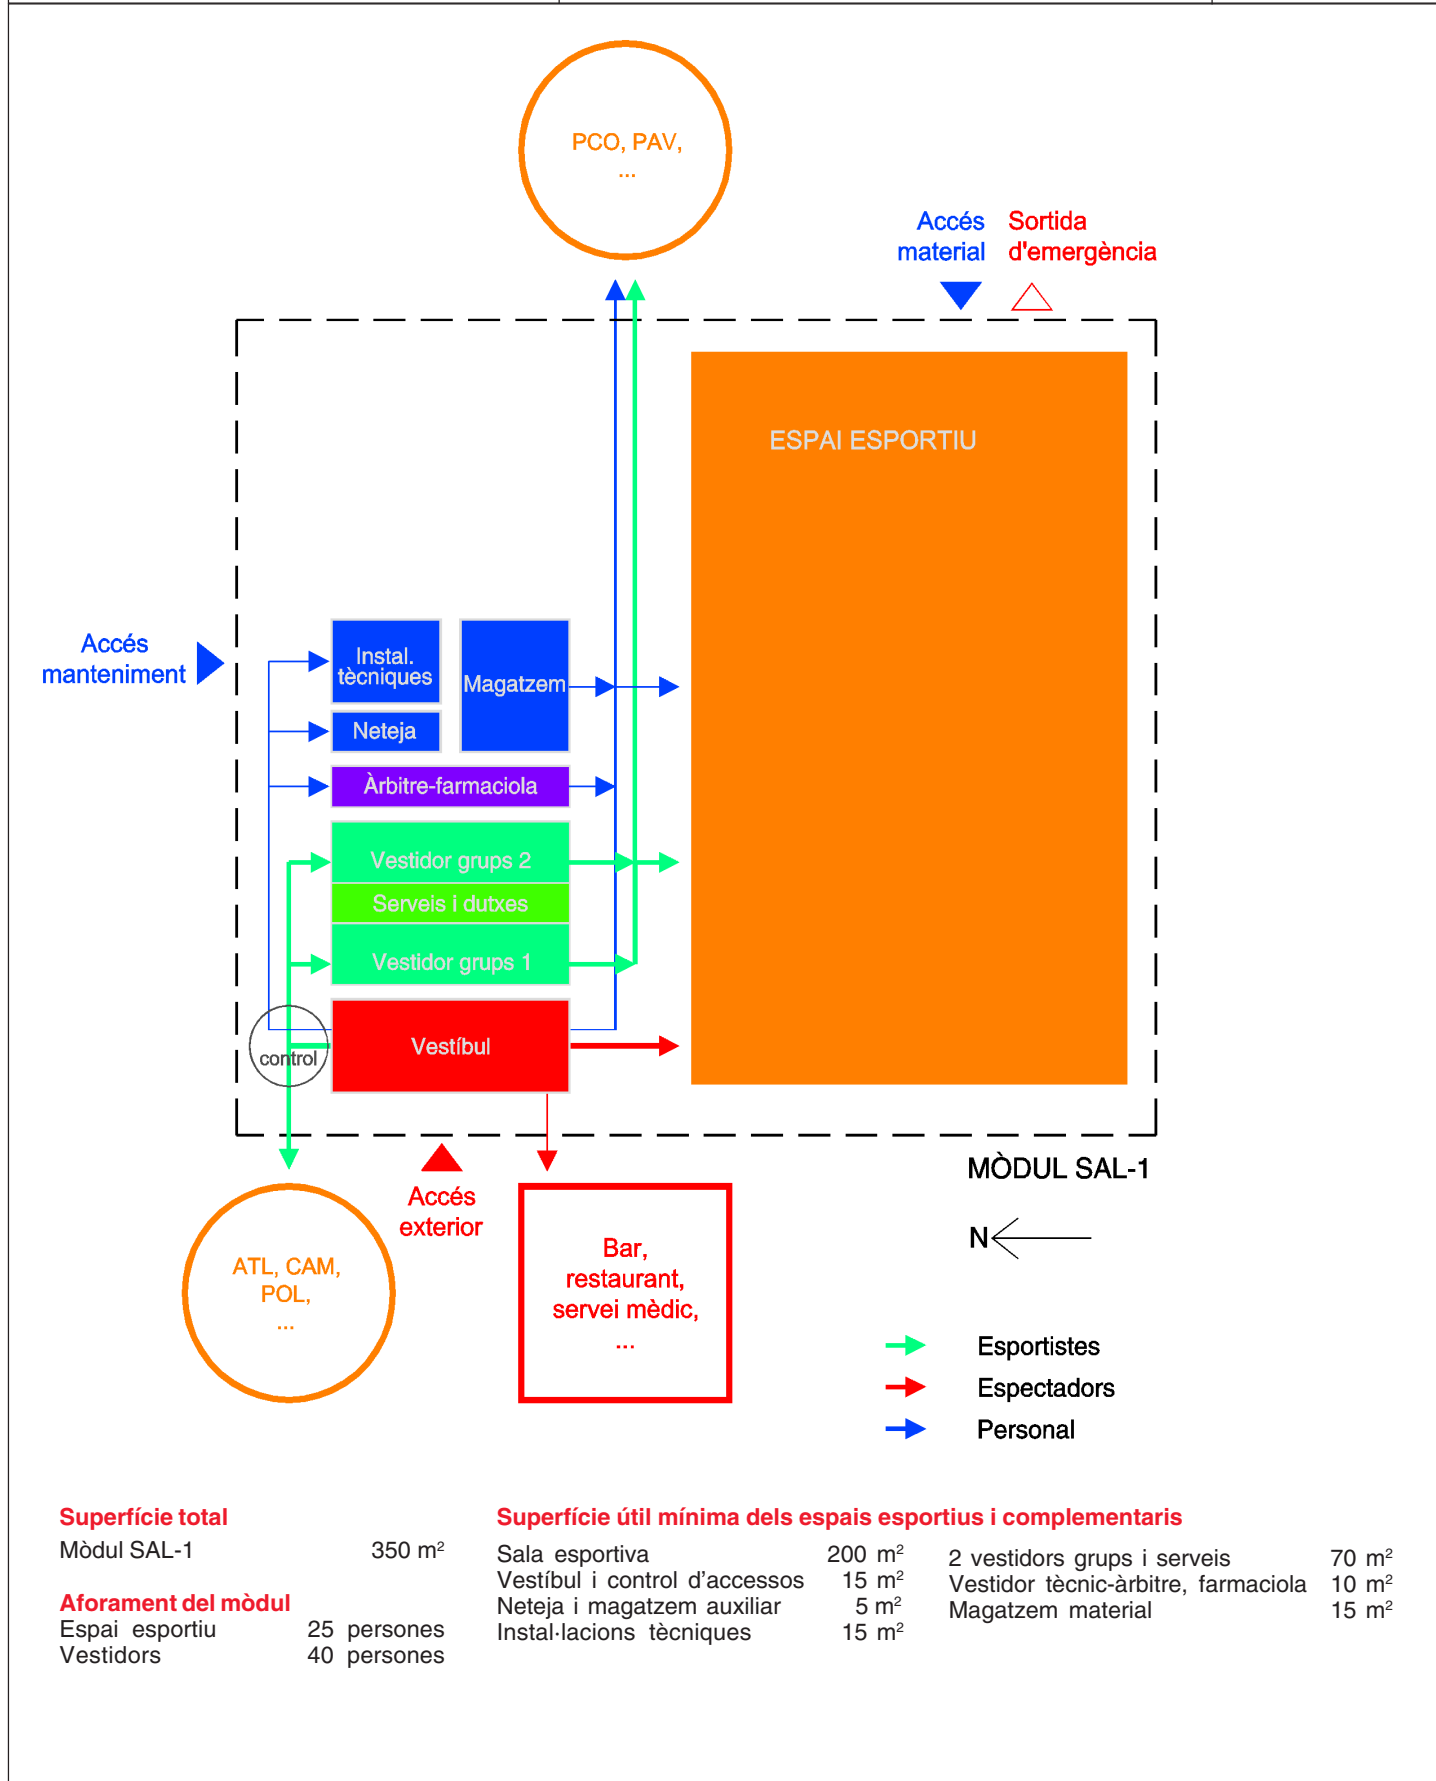 PCO, PAV,
...
Accés
material
Sortida
d'emergència
ESPAI ESPORTIU
Accés
manteniment
Instal.
tècniques
Magatzem
Neteja
Àrbitre-farmaciola
Vestidor grups 2
Serveis i dutxes
Vestidor grups 1
Vestíbul
control
MÒDUL SAL-1
Accés
exterior
N
ATL, CAM,
POL,
...
Bar,
restaurant,
servei mèdic,
...
Esportistes
Espectadors
Personal
Superfície total
Mòdul SAL-1 350 m²
Aforament del mòdul
Espai esportiu 25 persones
Vestidors 40 persones
Superfície útil mínima dels espais esportius i complementaris
Sala esportiva 200 m²
Vestíbul i control d’accessos 15 m²
Neteja i magatzem auxiliar 5 m²
Instal·lacions tècniques 15 m²
2 vestidors grups i serveis 70 m²
Vestidor tècnic-àrbitre, farmaciola 10 m²
Magatzem material 15 m²